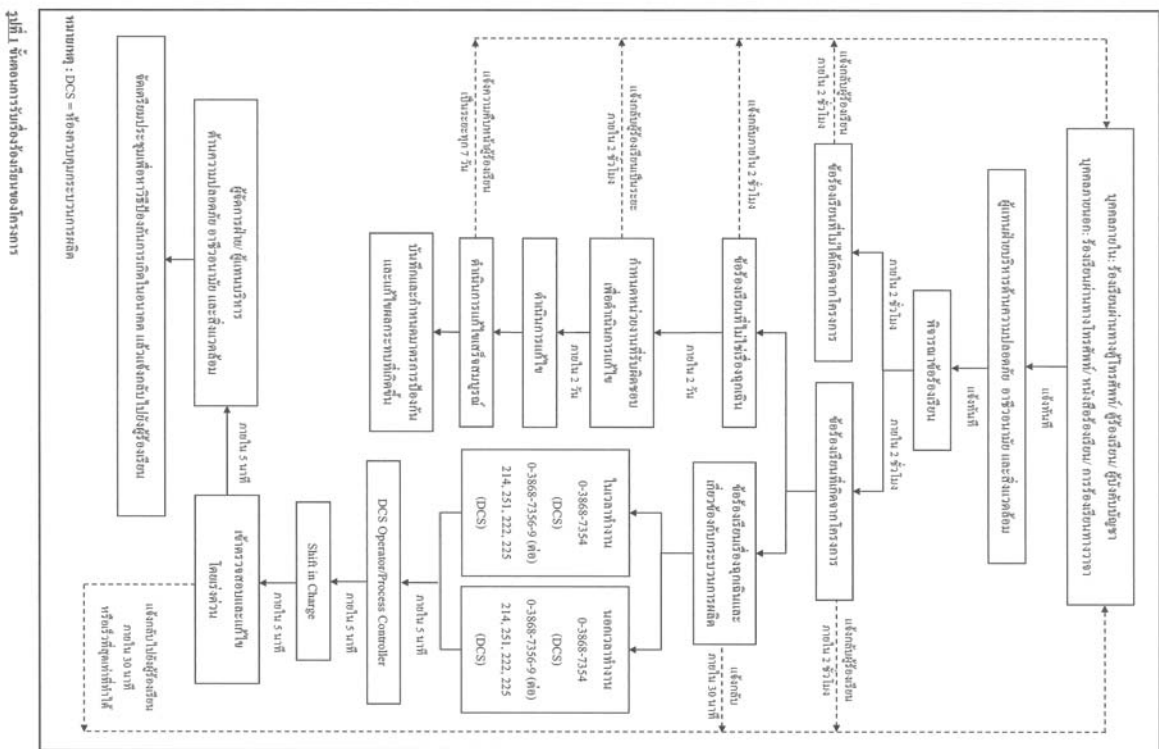 บุคคลภายใน: ร้องเรียนผ่านทางตู้โทรศัพท์/ ตู้ร้องเรียน/ ผู้บังคับบัญชา
บุคคลภายนอก: ร้องเรียนผ่านทางโทรศัพท์/ หนังสือร้องเรียน/ การร้องเรียนทางวาจา
แจ้งทันที
ผู้แทนฝ่ายบริหารด้านความปลอดภัย อาชีวอนามัย และสิ่งแวดล้อม
แจ้งทันที
พิจารณาข้อร้องเรียน
ภายใน 2 ชั่วโมง
ภายใน 2 ชั่วโมง
แจ้งกลับผู้ร้องเรียน
ภายใน 2 ชั่วโมง
ข้อร้องเรียนที่ไม่ได้เกิดจากโครงการ
ข้อร้องเรียนที่เกิดจากโครงการ
แจ้งกลับผู้ร้องเรียน
ภายใน 2 ชั่วโมง
แจ้งกลับภายใน 2 ชั่วโมง
ข้อร้องเรียนที่ไม่ใช่เรื่องฉุกเฉิน
ข้อร้องเรียนเรื่องฉุกเฉินและ
เกี่ยวข้องกับกระบวนการผลิต
แจ้งกลับ
ภายใน 30 นาที
ภายใน 2 วัน
แจ้งกลับผู้ร้องเรียนเป็นระยะ
ภายใน 2 ชั่วโมง
กำหนดหน่วยงานที่รับผิดชอบ
เพื่อดำเนินการแก้ไข
ภายใน 2 วัน
ดำเนินการแก้ไข
แจ้งความคืบหน้าผู้ร้องเรียน
เป็นระยะทุก 7 วัน
ดำเนินการแก้ไขเสร็จสมบูรณ์
บันทึกและกำหนดมาตรการป้องกัน
และแก้ไขผลกระทบที่เกิดขึ้น
ในเวลาทำงาน
0-3868-7354
(DCS)
0-3868-7356-9 (ต่อ)
214, 251, 222, 225
(DCS)
นอกเวลาทำงาน
0-3868-7354
(DCS)
0-3868-7356-9 (ต่อ)
214, 251, 222, 225
(DCS)
ภายใน 5 นาที
DCS Operator/Process Controller
ภายใน 5 นาที
Shift in Charge
ภายใน 5 นาที
เข้าตรวจสอบและแก้ไข
โดยเร่งด่วน
แจ้งกลับไปยังผู้ร้องเรียน
ภายใน 30 นาที
หรือเร็วที่สุดเท่าที่ทำได้
ภายใน 5 นาที
ผู้จัดการฝ่าย/ ผู้แทนบริหาร
ด้านความปลอดภัย อาชีวอนามัย และสิ่งแวดล้อม
จัดเตรียมประชุมเพื่อหาวิธีป้องกันการเกิดในอนาคต แล้วแจ้งกลับไปยังผู้ร้องเรียน
หมายเหตุ : DCS = ห้องควบคุมกระบวนการผลิต
รูปที่ 1 ขั้นตอนการรับเรื่องร้องเรียนของโครงการ